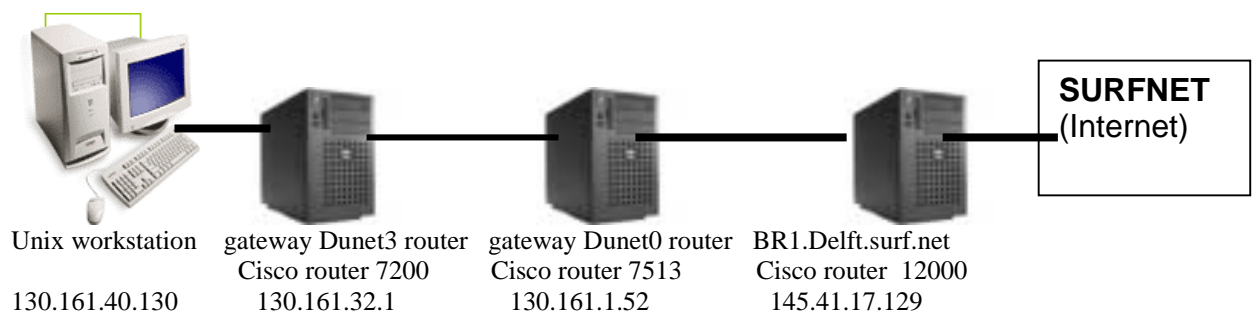 SURFNET
(Internet)
Unix workstation gateway Dunet3 router gateway Dunet0 router BR1.Delft.surf.net
Cisco router 7200 Cisco router 7513 Cisco router 12000
130.161.40.130 130.161.32.1 130.161.1.52 145.41.17.129